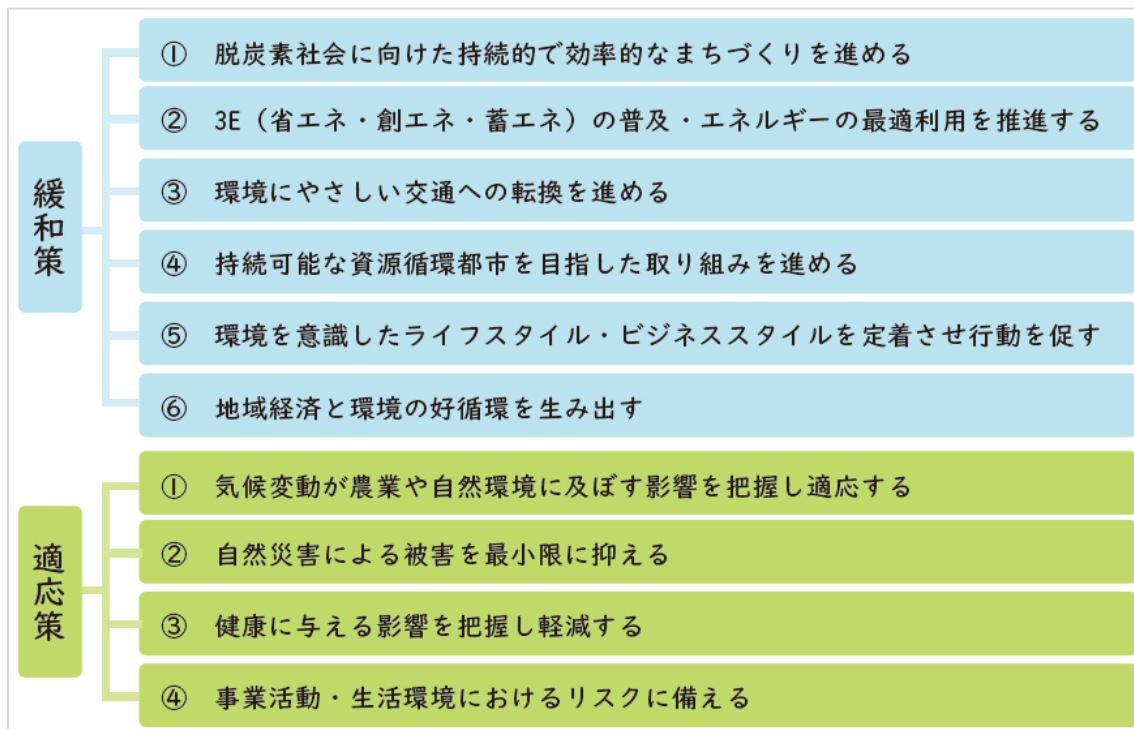 緩和策
① 脱炭素社会に向けた持続的で効率的なまちづくりを進める
② 3E（省エネ・創エネ・蓄エネ）の普及・エネルギーの最適利用を推進する
③ 環境にやさしい交通への転換を進める
④ 持続可能な資源循環都市を目指した取り組みを進める
⑤ 環境を意識したライフスタイル・ビジネススタイルを定着させ行動を促す
⑥ 地域経済と環境の好循環を生み出す
適応策
① 気候変動が農業や自然環境に及ぼす影響を把握し適応する
② 自然災害による被害を最小限に抑える
③ 健康に与える影響を把握し軽減する
④ 事業活動・生活環境におけるリスクに備える